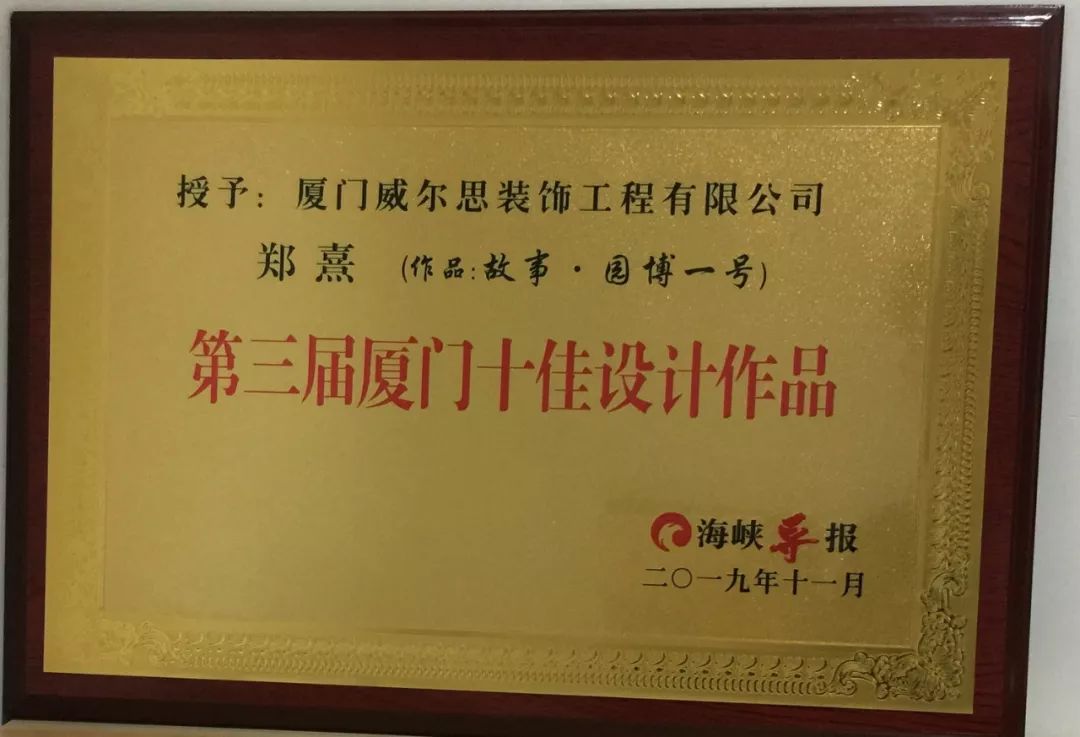 授予：厦门威尔思装饰工程有限公司
郑熹 (作品:故事·园博一号)
第三届厦门十佳设计作品
海峡导报
二〇一九年十一月